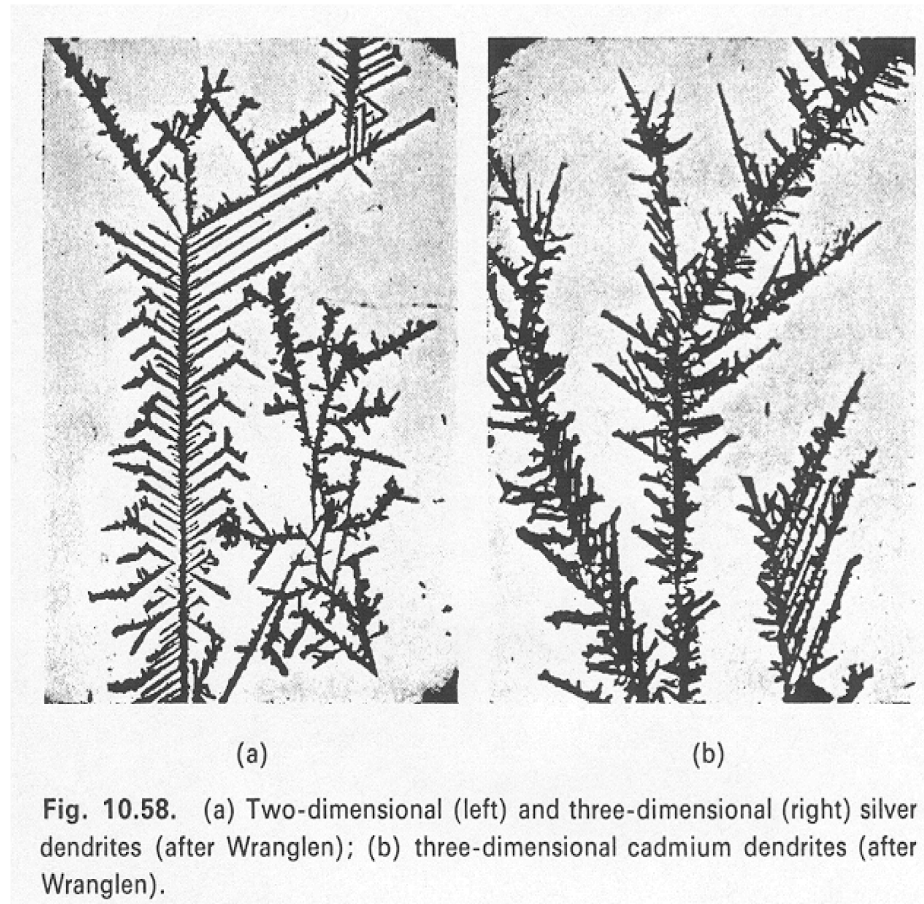 (a)
(b)
Fig. 10.58. (a) Two-dimensional (left) and three-dimensional (right) silver
dendrites (after Wranglen); (b) three-dimensional cadmium dendrites (after
Wranglen).